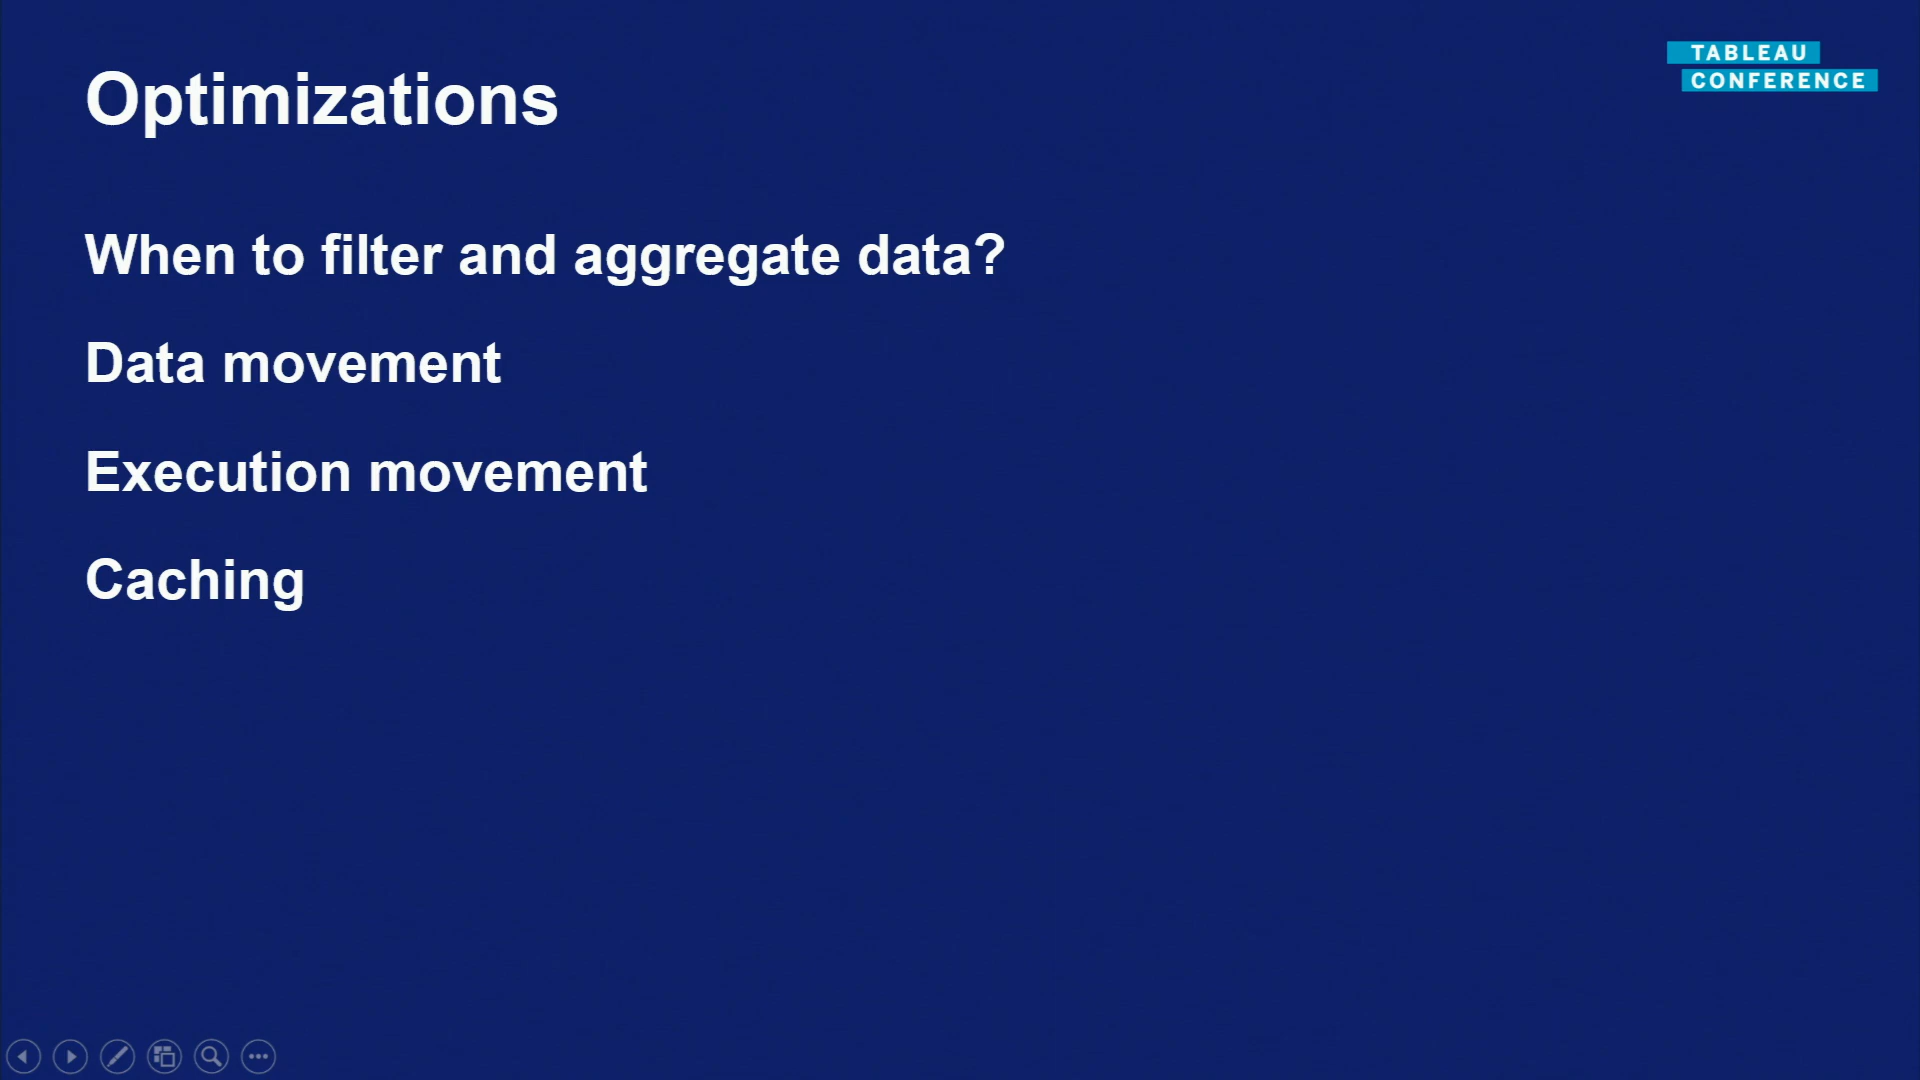 Optimizations
TABLEAU
CONFERENCE
When to filter and aggregate data?
Data movement
Execution movement
Caching